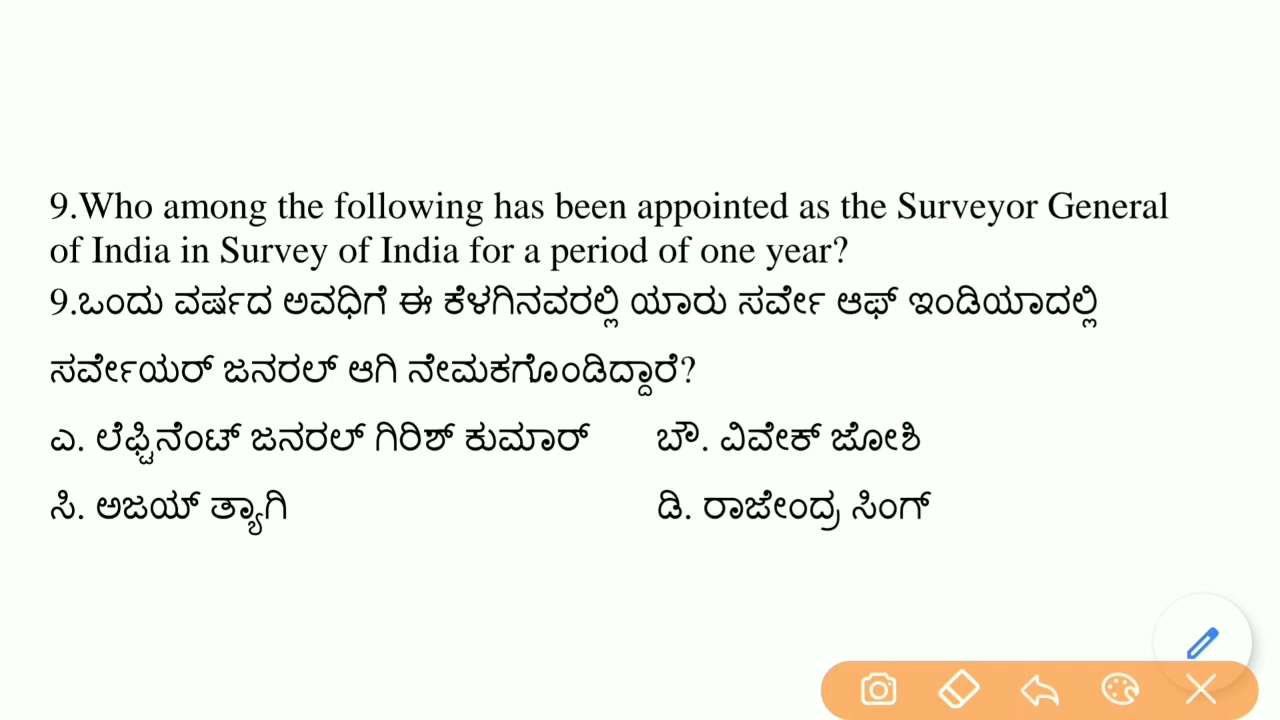 9.Who among the following has been appointed as the Surveyor General
of India in Survey of India for a period of one year?
9.ಒಂದು ವರ್ಷದ ಅವಧಿಗೆ ಈ ಕೆಳಗಿನವರಲ್ಲಿ ಯಾರು ಸರ್ವೇ ಆಫ್ ಇಂಡಿಯಾದಲ್ಲಿ
ಸರ್ವೇಯರ್ ಜನರಲ್ ಆಗಿ ನೇಮಕಗೊಂಡಿದ್ದಾರೆ?
ಎ. ಲೆಫ್ಟಿನೆಂಟ್ ಜನರಲ್ ಗಿರಿಶ್ ಕುಮಾರ್ ಬೌ. ವಿವೇಕ್ ಜೋಶಿ
ಸಿ. ಅಜಯ್ ತ್ಯಾಗಿ ಡಿ. ರಾಜೇಂದ್ರ ಸಿಂಗ್